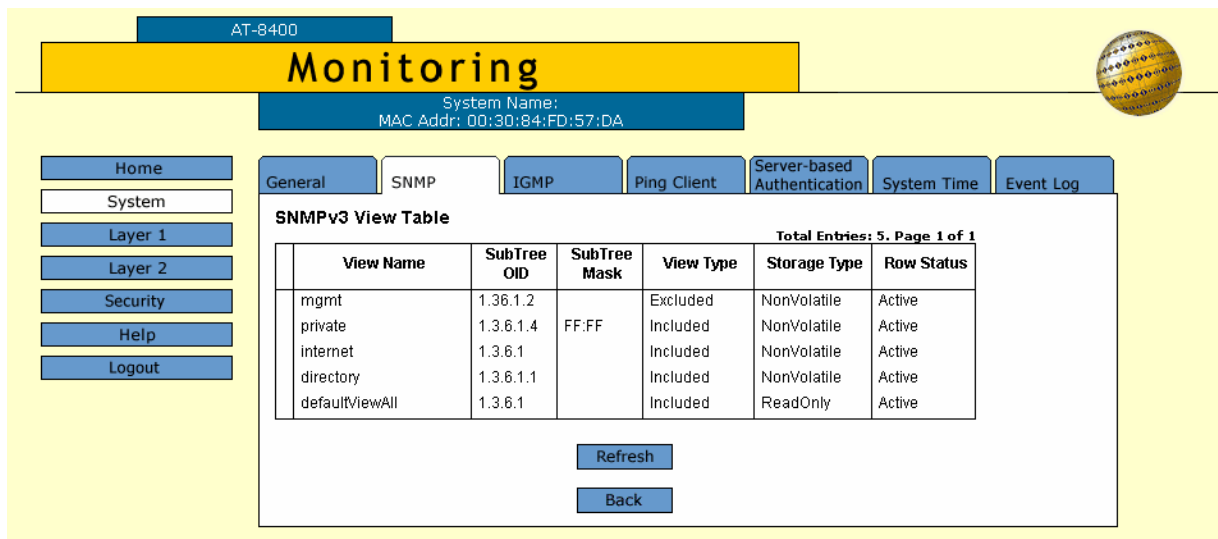 AT-8400
Monitoring
System Name:
MAC Addr: 00:30:84:FD:57:DA
Home
System
Layer 1
Layer 2
Security
Help
Logout
General
SNMP
IGMP
Ping Client
Server-based
Authentication
System Time
Event Log
SNMPv3 View Table
Total Entries: 5. Page 1 of 1
View Name SubTree OID SubTree Mask View Type Storage Type Row Status
mgmt 1.36.1.2 Excluded NonVolatile Active
private 1.3.6.1.4 FF:FF Included NonVolatile Active
internet 1.3.6.1 Included NonVolatile Active
directory 1.3.6.1.1 Included NonVolatile Active
defaultViewAll 1.3.6.1 Included ReadOnly Active
Refresh
Back